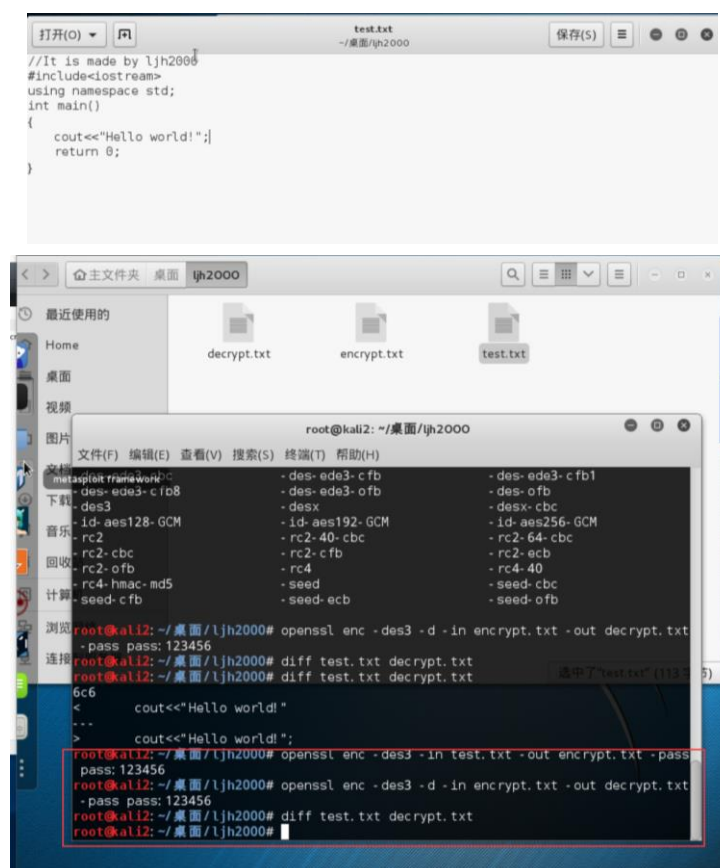 打开(O)
test.txt
~/桌面/ljh2000
保存(S)
//It is made by ljh2000
#include<iostream>
using namespace std;
int main()
{
cout<<"Hello world!";
return 0;
}
主文件夹 桌面 ljh2000
最近使用的
Home
桌面
视频
图片
文档
下载
音乐
回收
计算
浏览
连接
decrypt.txt encrypt.txt test.txt
root@kali2: ~/桌面/ljh2000
文件(F) 编辑(E) 查看(V) 搜索(S) 终端(T) 帮助(H)
-des-ede3-cbc -des-ede3-cfb -des-ede3-cfb1
metasploit framework
-des-ede3-cfb8 -des-ede3-ofb -des-ofb
-des3 -desx -desx-cbc
-id-aes128-GCM -id-aes192-GCM -id-aes256-GCM
-rc2 -rc2-40-cbc -rc2-64-cbc
-rc2-cbc -rc2-cfb -rc2-ecb
-rc2-ofb -rc4 -rc4-40
-rc4-hmac-md5 -seed -seed-cbc
-seed-cfb -seed-ecb -seed-ofb
root@kali2:~/桌面/ljh2000# openssl enc -des3 -d -in encrypt.txt -out decrypt.txt
-pass pass:123456
root@kali2:~/桌面/ljh2000# diff test.txt decrypt.txt
root@kali2:~/桌面/ljh2000# diff test.txt decrypt.txt
选中了"test.txt" (113 字节)
6c6
< cout<<"Hello world!"
---
> cout<<"Hello world!";
root@kali2:~/桌面/ljh2000# openssl enc -des3 -in test.txt -out encrypt.txt -pass
pass:123456
root@kali2:~/桌面/ljh2000# openssl enc -des3 -d -in encrypt.txt -out decrypt.txt
-pass pass:123456
root@kali2:~/桌面/ljh2000# diff test.txt decrypt.txt
root@kali2:~/桌面/ljh2000#